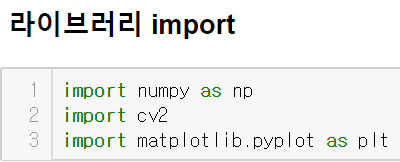 라이브러리 import
1 import numpy as np
2 import cv2
3 import matplotlib.pyplot as plt